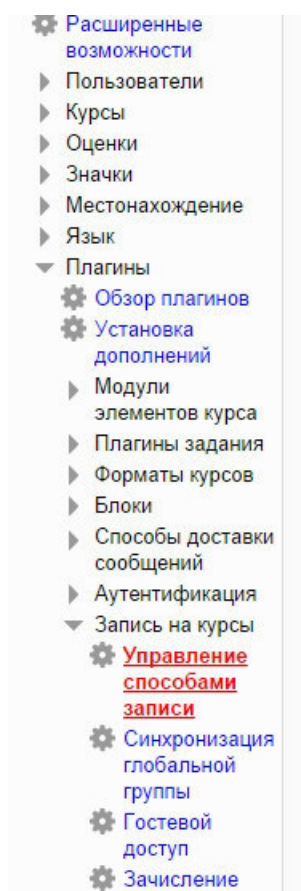 Расширенные
возможности
Пользователи
Курсы
Оценки
Значки
Местонахождение
Язык
Плагины
Обзор плагинов
Установка
дополнений
Модули
элементов курса
Плагины задания
Форматы курсов
Блоки
Способы доставки
сообщений
Аутентификация
Запись на курсы
Управление
способами
записи
Синхронизация
глобальной
группы
Гостевой
доступ
Зачисление